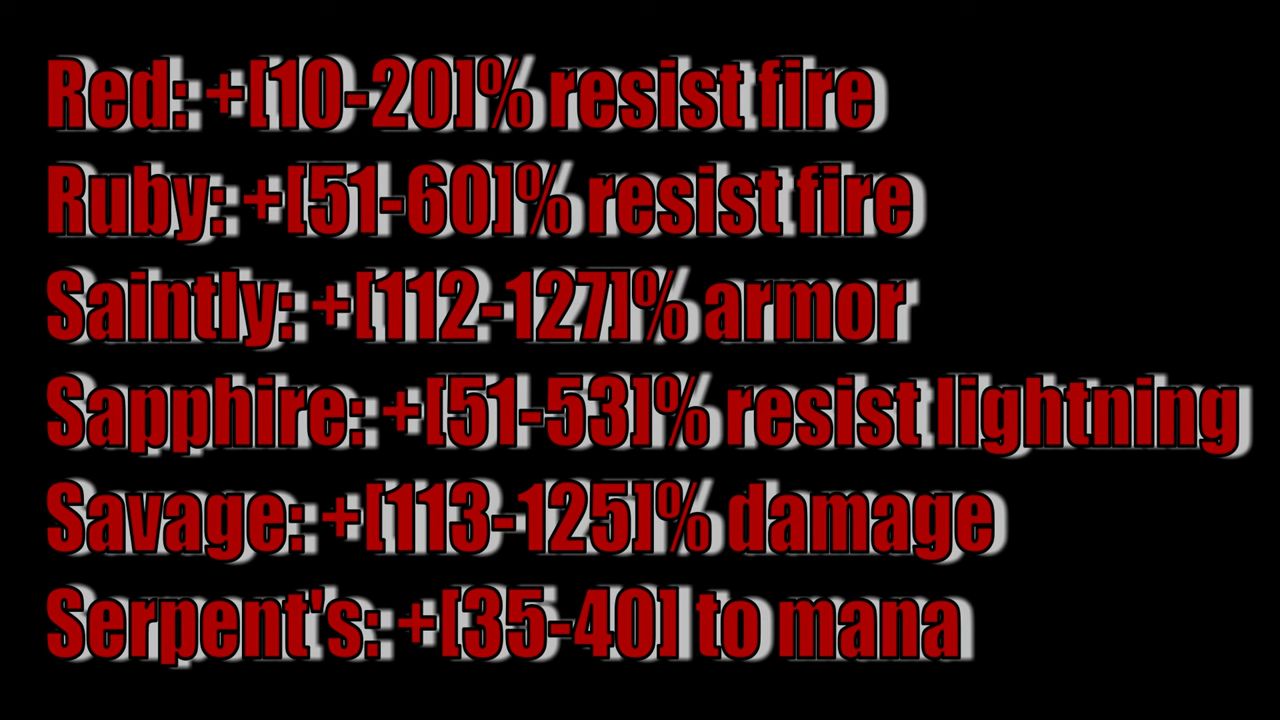 Red: +[10-20]% resist fire
Ruby: +[51-60]% resist fire
Saintly: +[112-127]% armor
Sapphire: +[51-53]% resist lightning
Savage: +[113-125]% damage
Serpent's: +[35-40] to mana